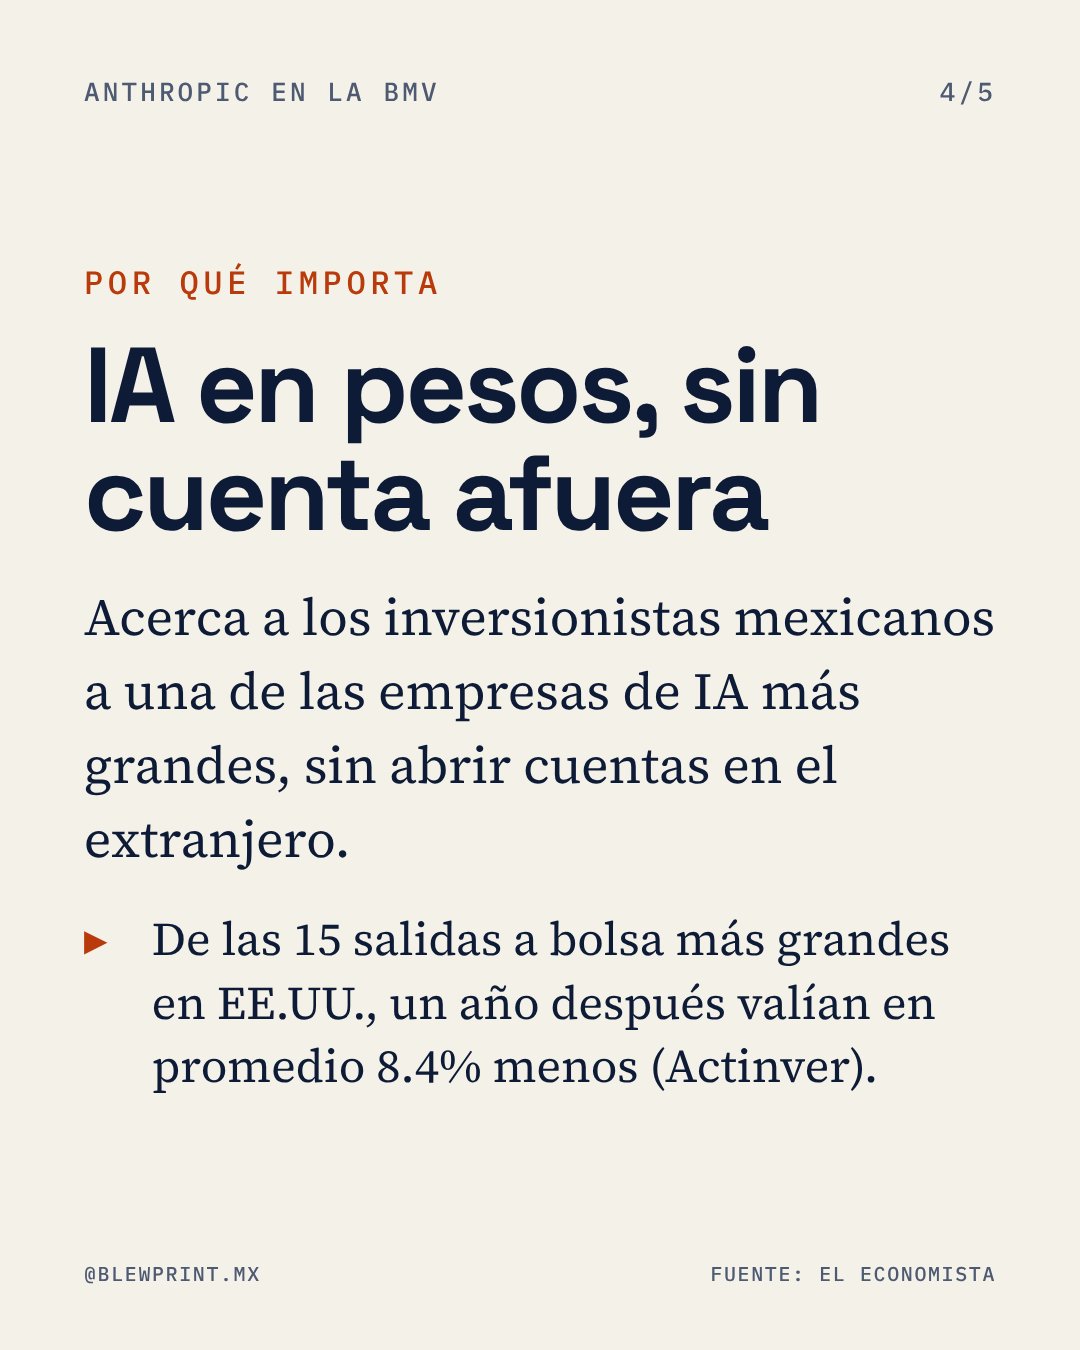 ANTHROPIC EN LA BMV
4/5
POR QUÉ IMPORTA
IA en pesos, sin
cuenta afuera
Acerca a los inversionistas mexicanos
a una de las empresas de IA más
grandes, sin abrir cuentas en el
extranjero.
▶ De las 15 salidas a bolsa más grandes
en EE.UU., un año después valían en
promedio 8.4% menos (Actinver).
@BLEWPRINT.MX
FUENTE: EL ECONOMISTA